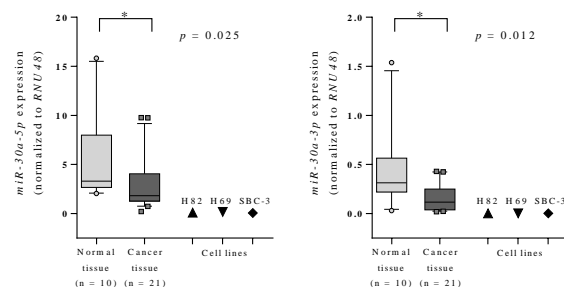 miR-30a-5p expression
(normalized to RNU48)
20
15
10
5
0
*
p = 0.025
H82 H69 SBC-3
Normal tissue (n = 10)
Cancer tissue (n = 21)
Cell lines
miR-30a-3p expression
(normalized to RNU48)
2.0
1.5
1.0
0.5
0.0
*
p = 0.012
H82 H69 SBC-3
Normal tissue (n = 10)
Cancer tissue (n = 21)
Cell lines